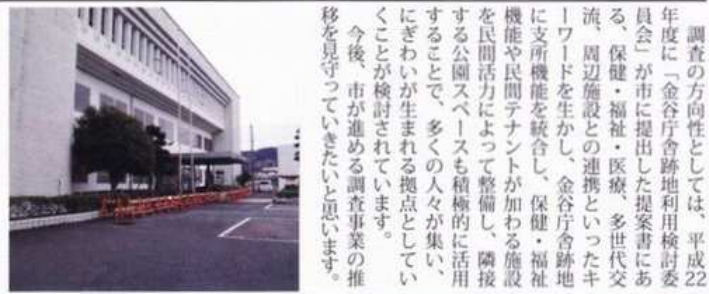 調査の方向性としては、平成22
年度に「金谷庁舎跡地利用検討委
員会」が市に提出した提案書にあ
る、保健・福祉・医療、多世代交
流、周辺施設との連携といったキ
ーワードを生かし、金谷庁舎跡地
に支所機能を統合し、保健・福祉
機能や民間テナントが加わる施設
を民間活力によって整備し、隣接
する公園スペースも積極的に活用
することで、多くの人々が集い、
にぎわいが生まれる拠点としてい
くことが検討されています。
今後、市が進める調査事業の推
移を見守っていきたいと思います。